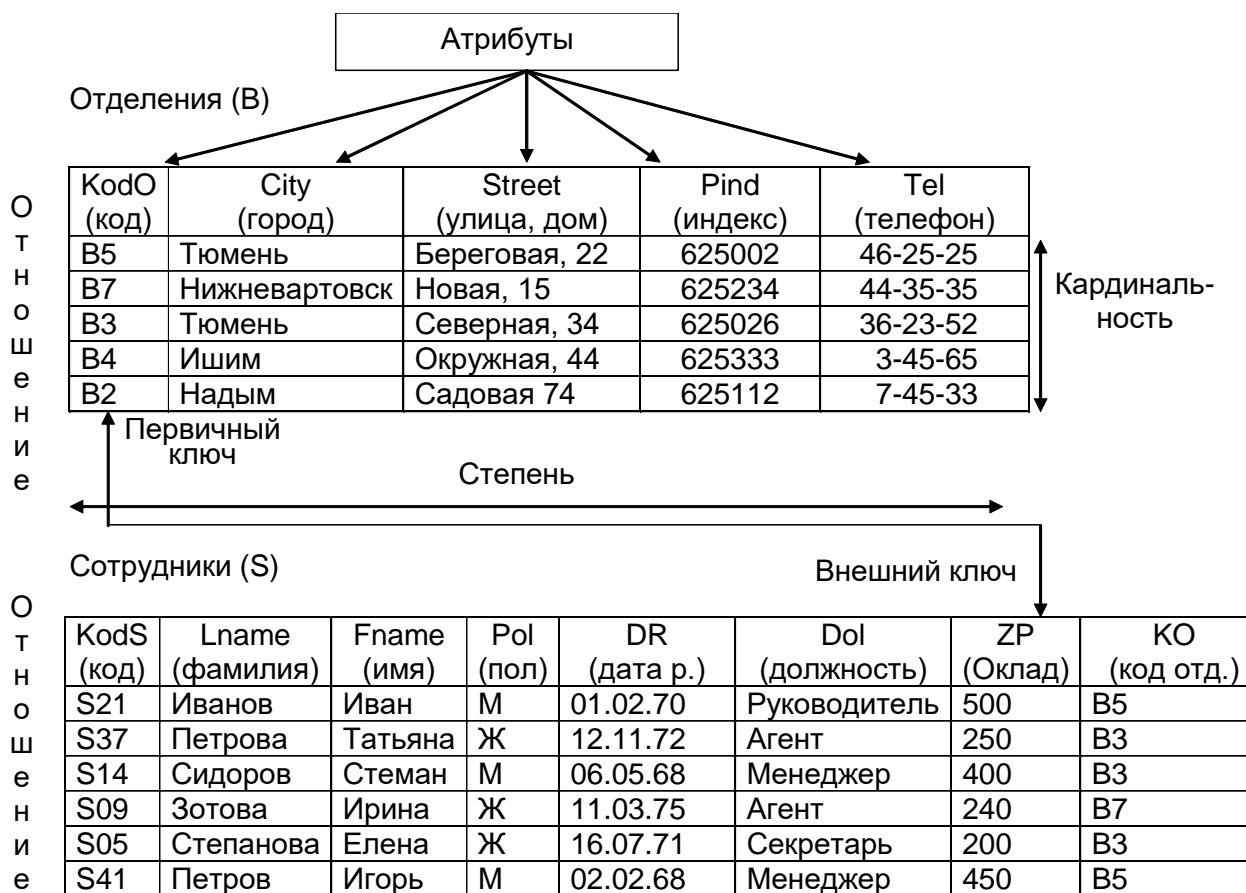 Атрибуты
Отделения (B)
Отношение
KodO City Street Pind Tel
(код) (город) (улица, дом) (индекс) (телефон)
B5 Тюмень Береговая, 22 625002 46-25-25
B7 Нижневартовск Новая, 15 625234 44-35-35
B3 Тюмень Северная, 34 625026 36-23-52
B4 Ишим Окружная, 44 625333 3-45-65
B2 Надым Садовая 74 625112 7-45-33
Кардиналь-
ность
Первичный
ключ
Степень
Сотрудники (S)
Внешний ключ
Отношение
KodS Lname Fname Pol DR Dol ZP KO
(код) (фамилия) (имя) (пол) (дата р.) (должность) (Оклад) (код отд.)
S21 Иванов Иван М 01.02.70 Руководитель 500 B5
S37 Петрова Татьяна Ж 12.11.72 Агент 250 B3
S14 Сидоров Стеман М 06.05.68 Менеджер 400 B3
S09 Зотова Ирина Ж 11.03.75 Агент 240 B7
S05 Степанова Елена Ж 16.07.71 Секретарь 200 B3
S41 Петров Игорь М 02.02.68 Менеджер 450 B5